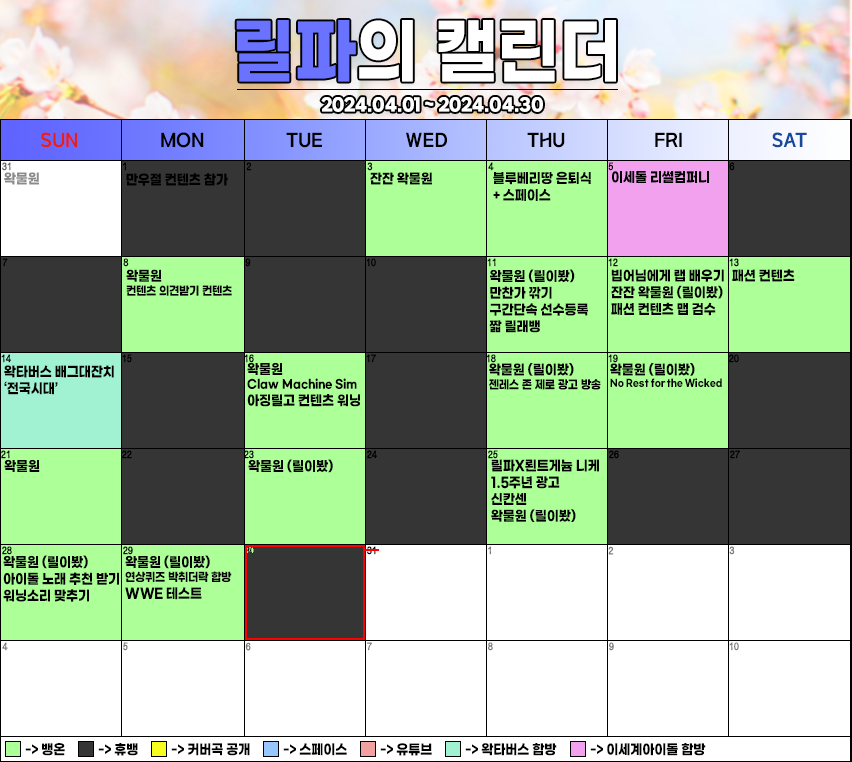 릴파의 캘린더
2024.04.01 ~ 2024.04.30
SUN MON TUE WED THU FRI SAT
31
왁물원
1
만우절 컨텐츠 참가
2
3
잔잔 왁물원
4
블루베리땅 은퇴식
+ 스페이스
5
이세돌 리썰컴퍼니
6
7
8
왁물원
컨텐츠 의견받기 컨텐츠
9
10
11
왁물원 (릴이봤)
만찬가 깎기
구간단속 선수등록
짧 릴래뱅
12
빕어님에게 랩 배우기
잔잔 왁물원 (릴이봤)
패션 컨텐츠 맵 검수
13
패션 컨텐츠
14
왁타버스 배그대잔치
‘전국시대’
15
16
왁물원
Claw Machine Sim
아징릴고 컨텐츠 워닝
17
18
왁물원 (릴이봤)
젠레스 존 제로 광고 방송
19
왁물원 (릴이봤)
No Rest for the Wicked
20
21
왁물원
22
23
왁물원 (릴이봤)
24
25
릴파X뢴트게늄 니케
1.5주년 광고
신칸센
왁물원 (릴이봤)
26
27
28
왁물원 (릴이봤)
아이돌 노래 추천 받기
워닝소리 맞추기
29
왁물원 (릴이봤)
연상퀴즈 박취더락 합방
WWE 테스트
30
31
1
2
3
4
5
6
7
8
9
10
-> 뱅온 -> 휴뱅 -> 커버곡 공개 -> 스페이스 -> 유튜브 -> 왁타버스 합방 -> 이세계아이돌 합방